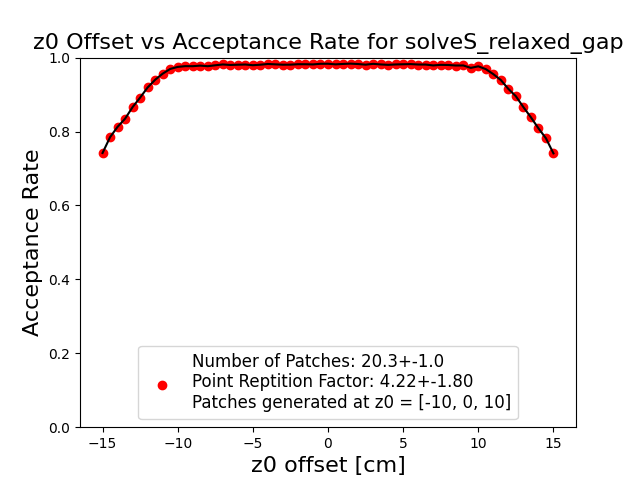 z0 Offset vs Acceptance Rate for solveS_relaxed_gap
1.0
0.8
0.6
0.4
0.2
0.0
Acceptance Rate
Number of Patches: 20.3+-1.0
Point Reptition Factor: 4.22+-1.80
Patches generated at z0 = [-10, 0, 10]
−15 −10 −5 0 5 10 15
z0 offset [cm]